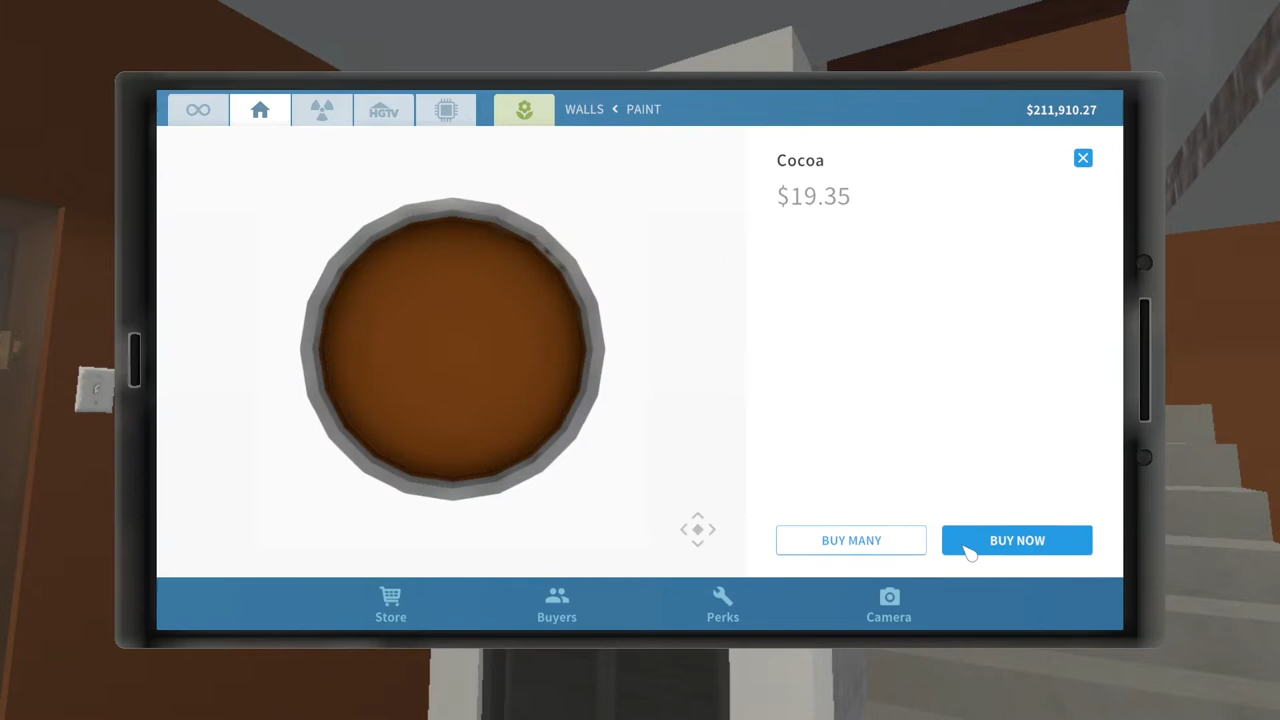 HGTV
WALLS < PAINT
$211,910.27
Cocoa
$19.35
BUY MANY
BUY NOW
Store
Buyers
Perks
Camera